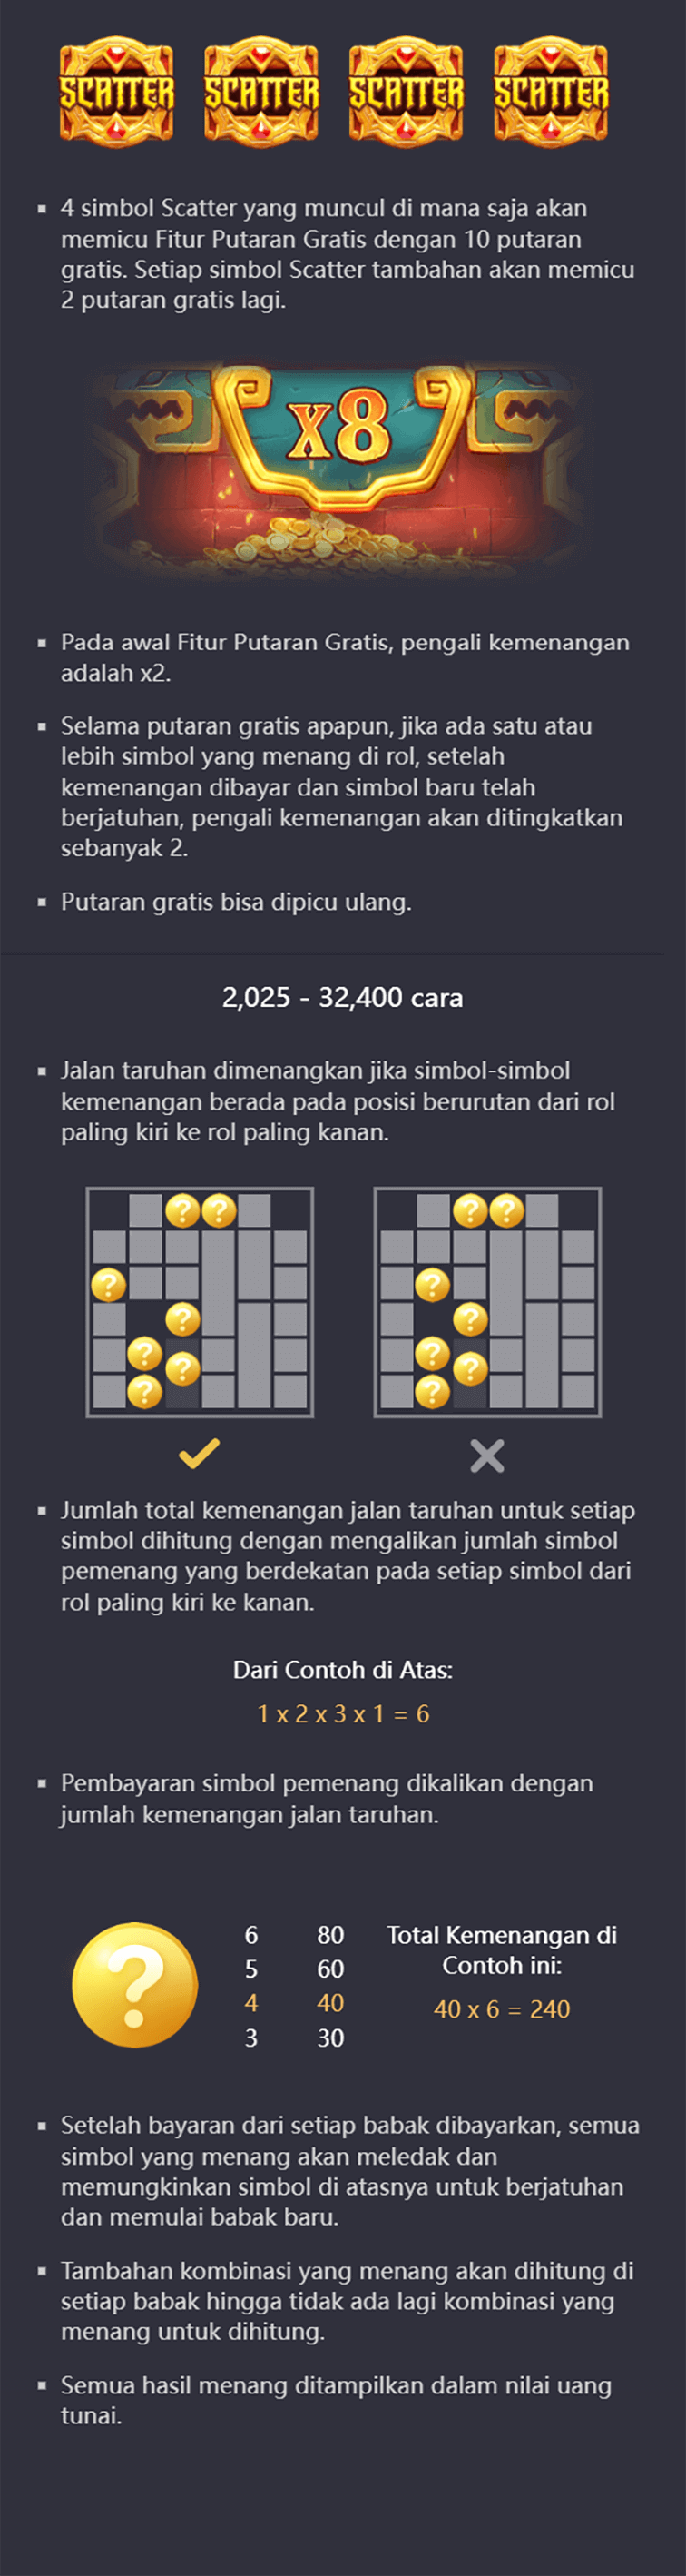 SCATTER SCATTER SCATTER SCATTER
▪ 4 simbol Scatter yang muncul di mana saja akan
memicu Fitur Putaran Gratis dengan 10 putaran
gratis. Setiap simbol Scatter tambahan akan memicu
2 putaran gratis lagi.
x8
▪ Pada awal Fitur Putaran Gratis, pengali kemenangan
adalah x2.
▪ Selama putaran gratis apapun, jika ada satu atau
lebih simbol yang menang di rol, setelah
kemenangan dibayar dan simbol baru telah
berjatuhan, pengali kemenangan akan ditingkatkan
sebanyak 2.
▪ Putaran gratis bisa dipicu ulang.
2,025 - 32,400 cara
▪ Jalan taruhan dimenangkan jika simbol-simbol
kemenangan berada pada posisi berurutan dari rol
paling kiri ke rol paling kanan.
? ? ? ?
? ?
? ?
? ? ? ?
? ?
▪ Jumlah total kemenangan jalan taruhan untuk setiap
simbol dihitung dengan mengalikan jumlah simbol
pemenang yang berdekatan pada setiap simbol dari
rol paling kiri ke kanan.
Dari Contoh di Atas:
1 x 2 x 3 x 1 = 6
▪ Pembayaran simbol pemenang dikalikan dengan
jumlah kemenangan jalan taruhan.
?
6 80
5 60
4 40
3 30
Total Kemenangan di
Contoh ini:
40 x 6 = 240
▪ Setelah bayaran dari setiap babak dibayarkan, semua
simbol yang menang akan meledak dan
memungkinkan simbol di atasnya untuk berjatuhan
dan memulai babak baru.
▪ Tambahan kombinasi yang menang akan dihitung di
setiap babak hingga tidak ada lagi kombinasi yang
menang untuk dihitung.
▪ Semua hasil menang ditampilkan dalam nilai uang
tunai.